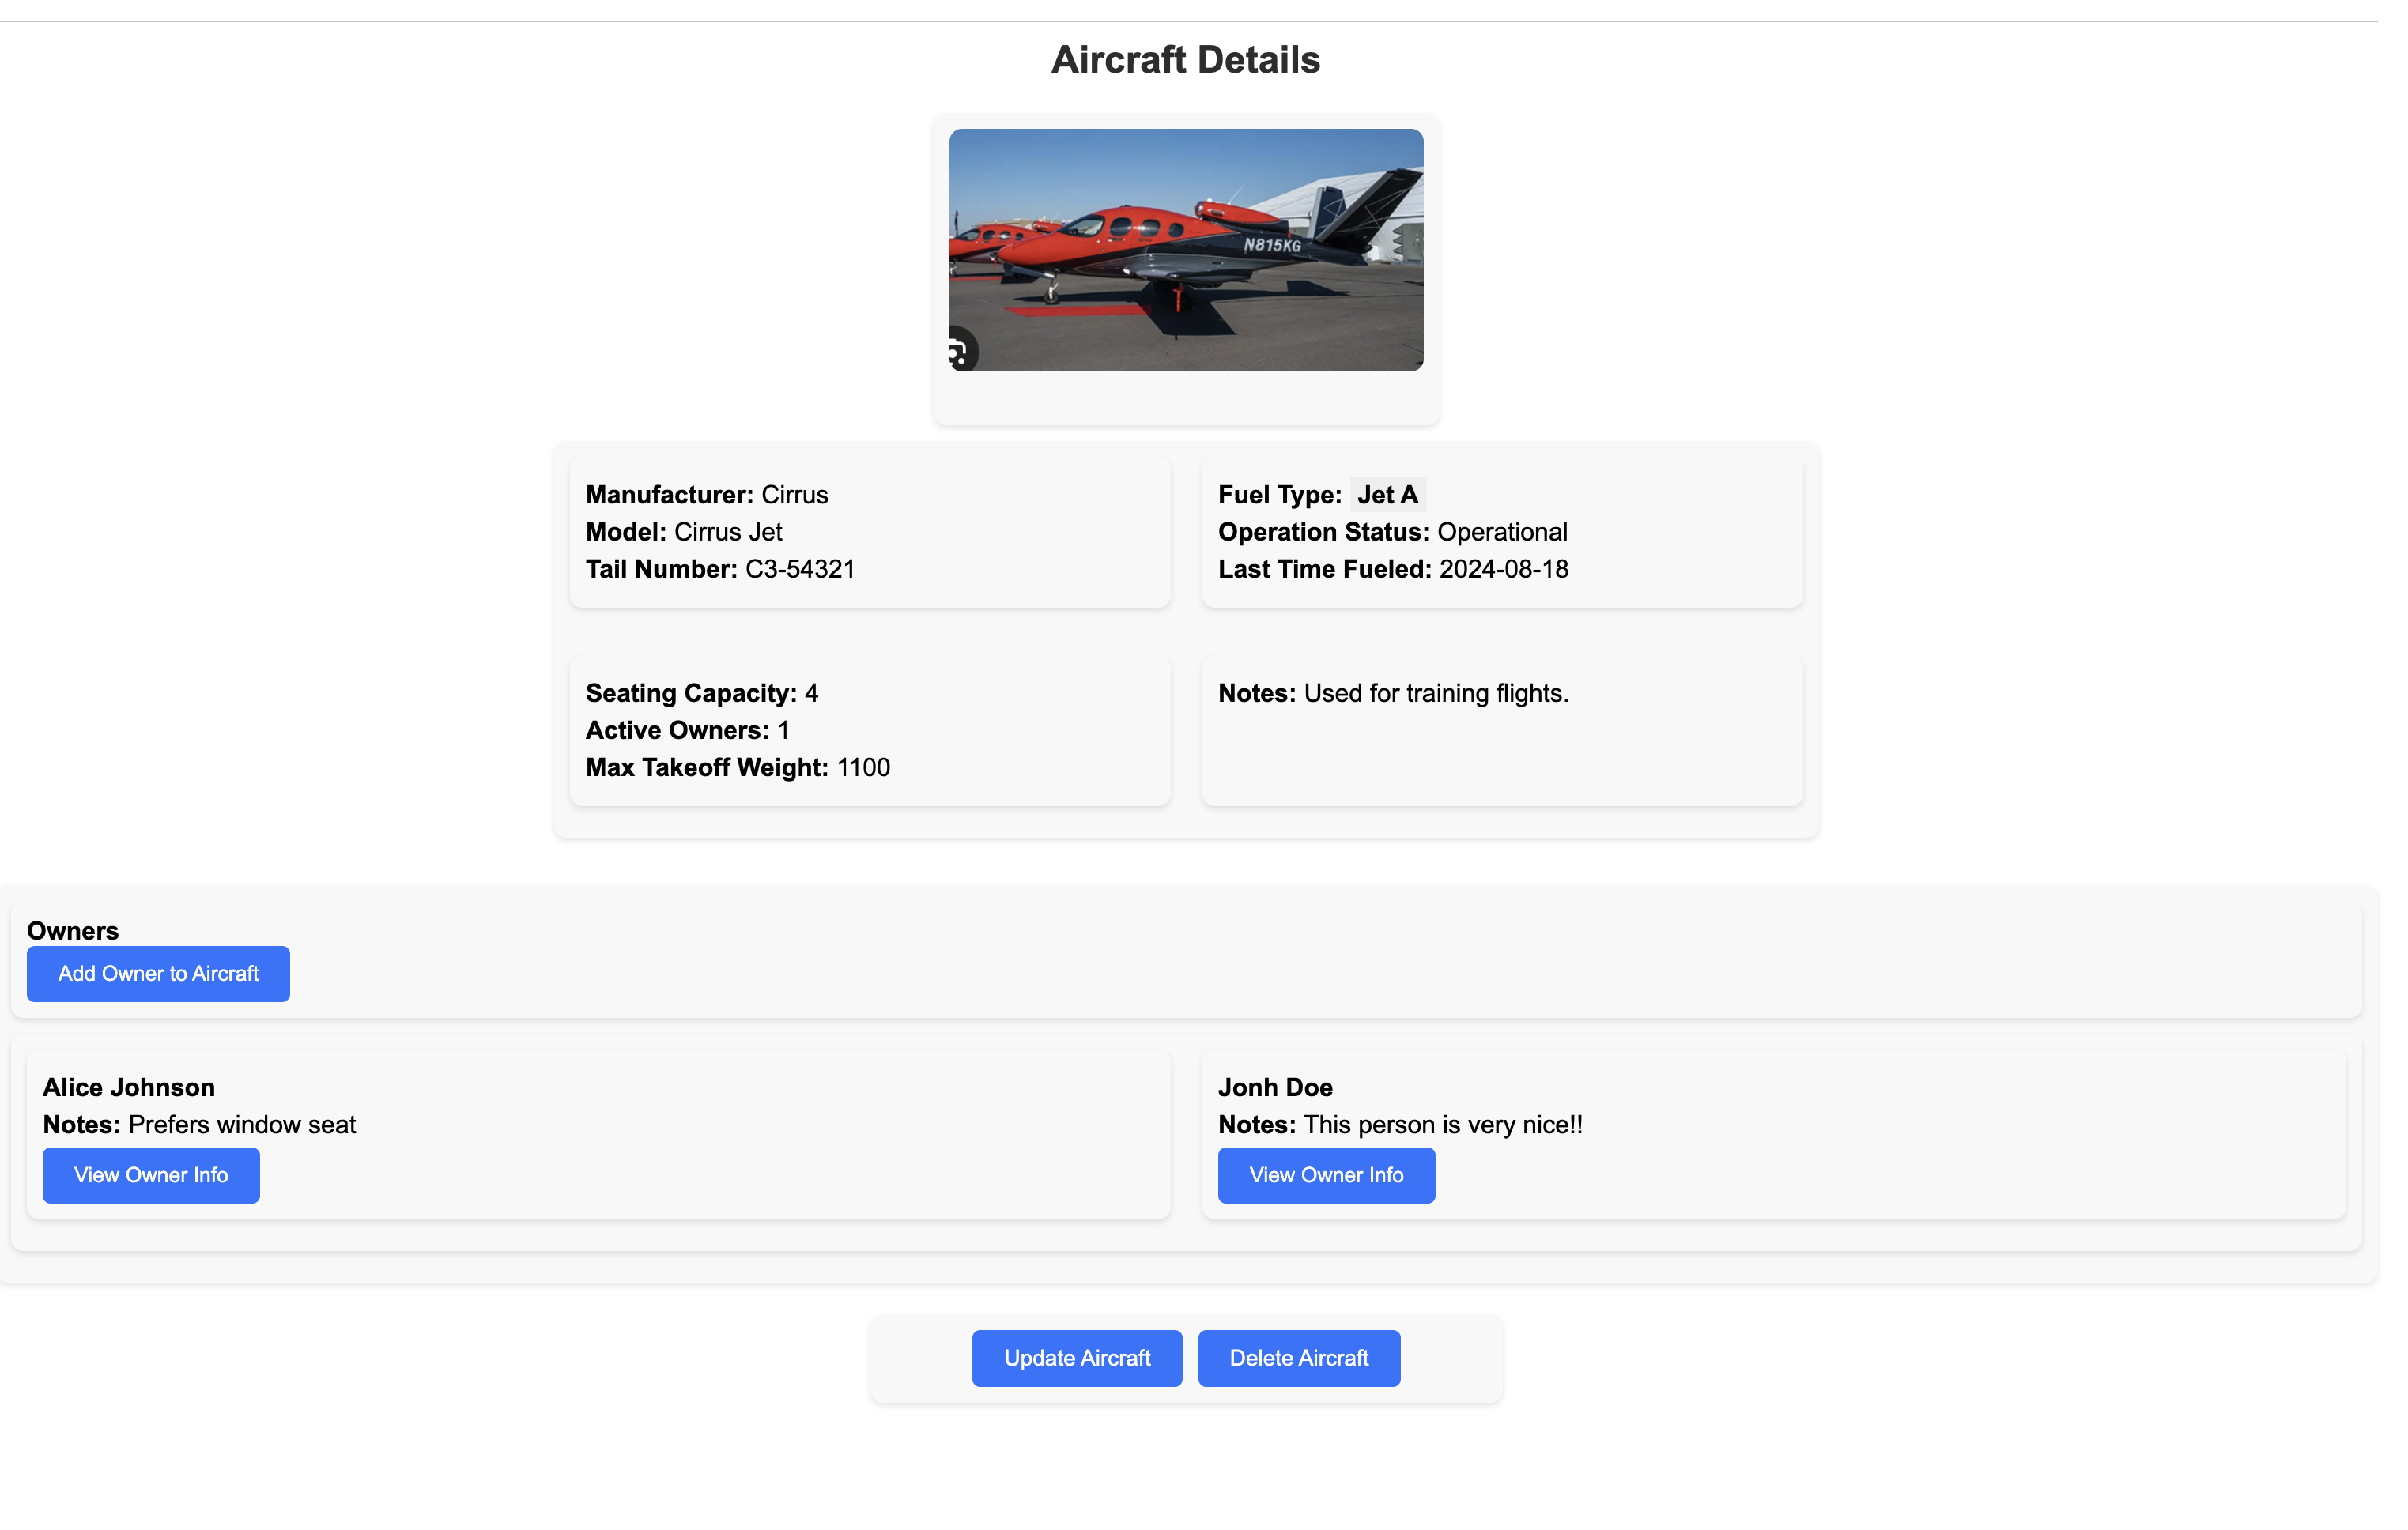 Aircraft Details
N815KG
Manufacturer: Cirrus
Model: Cirrus Jet
Tail Number: C3-54321
Fuel Type: Jet A
Operation Status: Operational
Last Time Fueled: 2024-08-18
Seating Capacity: 4
Active Owners: 1
Max Takeoff Weight: 1100
Notes: Used for training flights.
Owners
Add Owner to Aircraft
Alice Johnson
Notes: Prefers window seat
View Owner Info
Jonh Doe
Notes: This person is very nice!!
View Owner Info
Update Aircraft
Delete Aircraft